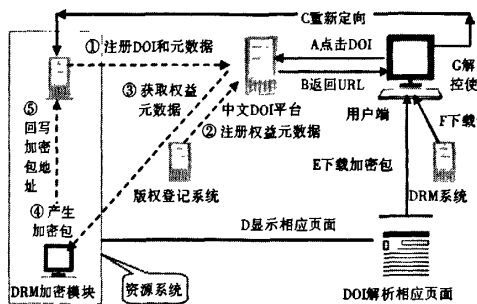 C重新定向
①注册DOI和元数据
A点击DOI
G解
控使
B返回URL
③获取权益
元数据
中文DOI平台
用户端
⑤
回写
加密
包地
址
②注册权益元数据
F下载
E下载加密包
版权登记系统
DRM系统
④产生
加密包
D显示相应页面
DRM加密模块
资源系统
DOI解析相应页面